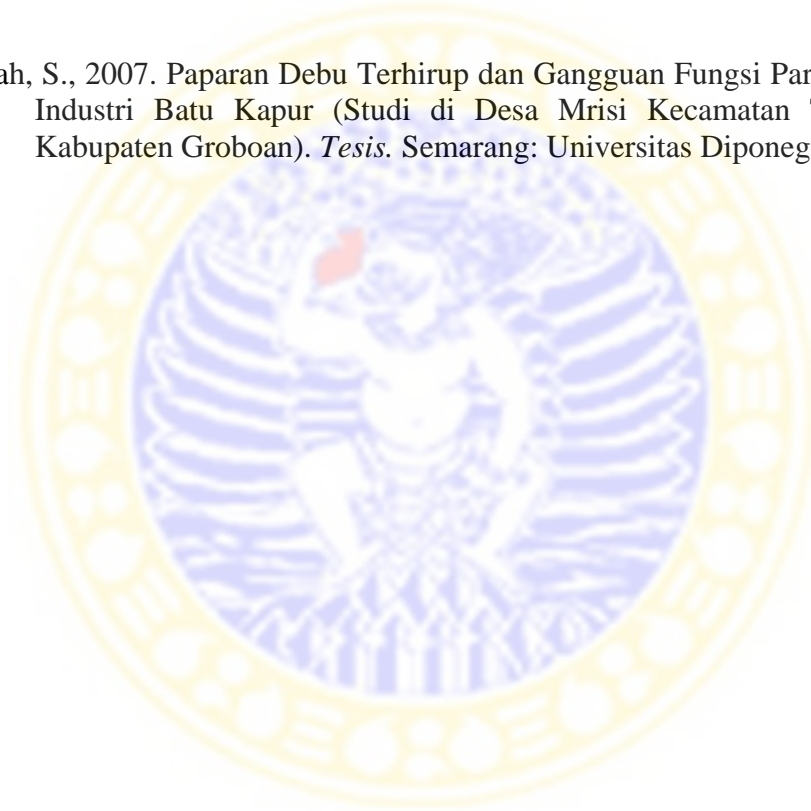 ah, S., 2007. Paparan Debu Terhirup dan Gangguan Fungsi Par
Industri Batu Kapur (Studi di Desa Mrisi Kecamatan
Kabupaten Groboan). Tesis. Semarang: Universitas Diponeg